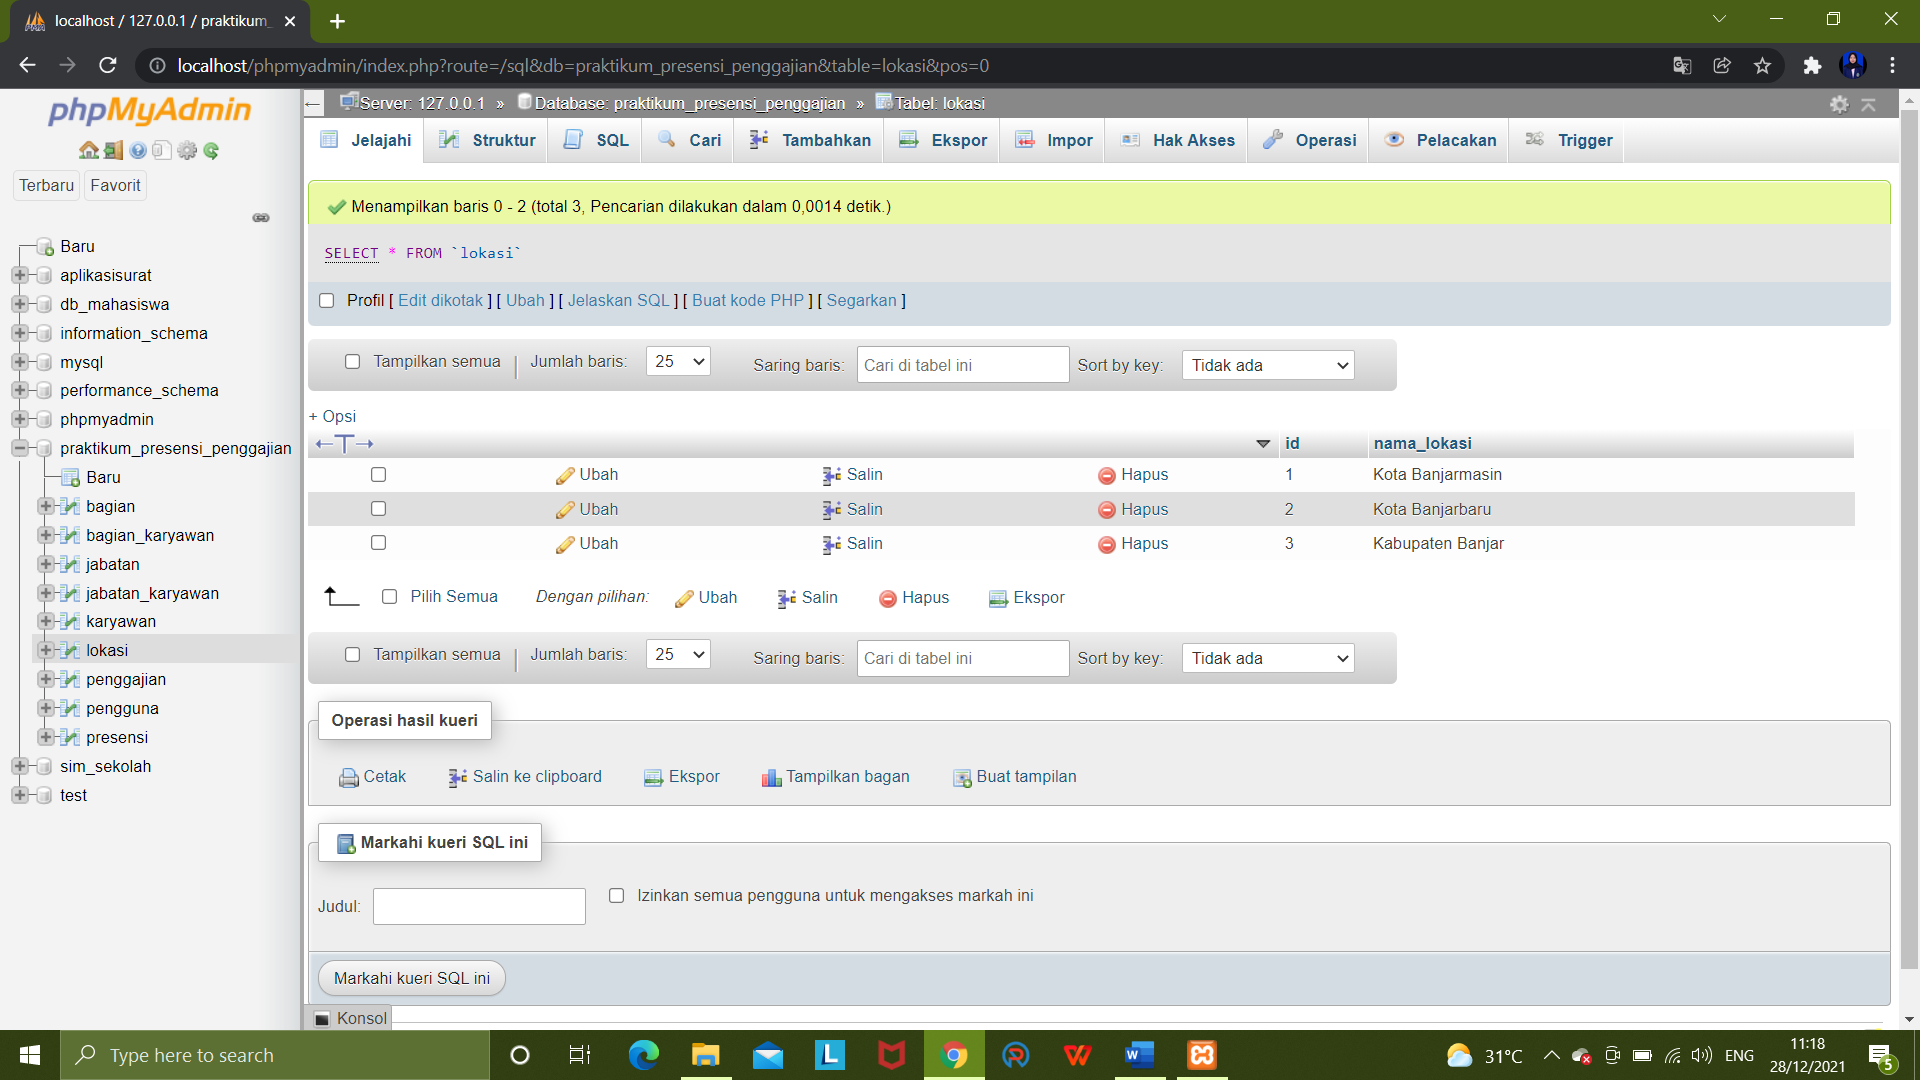 localhost / 127.0.0.1 / praktikum_
localhost/phpmyadmin/index.php?route=/sql&db=praktikum_presensi_penggajian&table=lokasi&pos=0
phpMyAdmin
Terbaru Favorit
Baru
aplikasisurat
db_mahasiswa
information_schema
mysql
performance_schema
phpmyadmin
praktikum_presensi_penggajian
Baru
bagian
bagian_karyawan
jabatan
jabatan_karyawan
karyawan
lokasi
penggajian
pengguna
presensi
sim_sekolah
test
Server: 127.0.0.1 » Database: praktikum_presensi_penggajian » Tabel: lokasi
Jelajahi Struktur SQL Cari Tambahkan Ekspor Impor Hak Akses Operasi Pelacakan Trigger
Menampilkan baris 0 - 2 (total 3, Pencarian dilakukan dalam 0,0014 detik.)
SELECT * FROM `lokasi`
Profil [ Edit dikotak ] [ Ubah ] [ Jelaskan SQL ] [ Buat kode PHP ] [ Segarkan ]
Tampilkan semua Jumlah baris: 25 Saring baris: Cari di tabel ini Sort by key: Tidak ada
+ Opsi
←T→ id nama_lokasi
Ubah Salin Hapus 1 Kota Banjarmasin
Ubah Salin Hapus 2 Kota Banjarbaru
Ubah Salin Hapus 3 Kabupaten Banjar
Pilih Semua Dengan pilihan: Ubah Salin Hapus Ekspor
Tampilkan semua Jumlah baris: 25 Saring baris: Cari di tabel ini Sort by key: Tidak ada
Operasi hasil kueri
Cetak Salin ke clipboard Ekspor Tampilkan bagan Buat tampilan
Markahi kueri SQL ini
Judul: Izinkan semua pengguna untuk mengakses markah ini
Markahi kueri SQL ini
Konsol
Type here to search
31°C ENG
11:18
28/12/2021
5